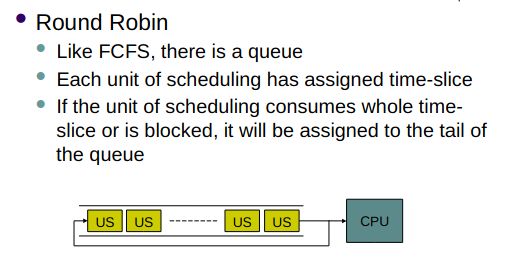 Round Robin
Like FCFS, there is a queue
Each unit of scheduling has assigned time-slice
If the unit of scheduling consumes whole time-
slice or is blocked, it will be assigned to the tail of
the queue
US US US US CPU